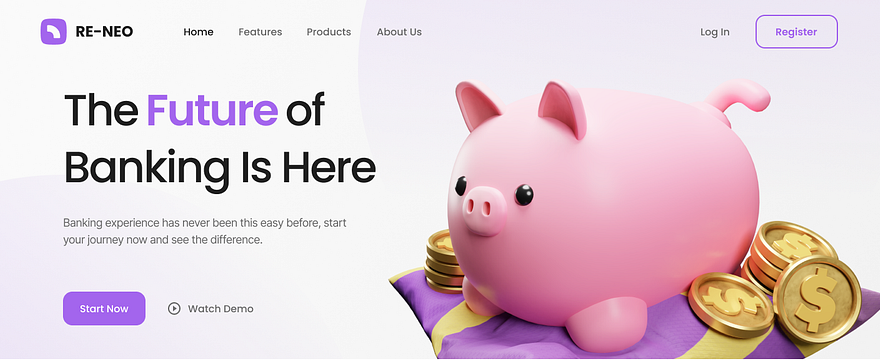 RE-NEO
Home Features Products About Us
Log In Register
The Future of
Banking Is Here
Banking experience has never been this easy before, start
your journey now and see the difference.
Start Now Watch Demo